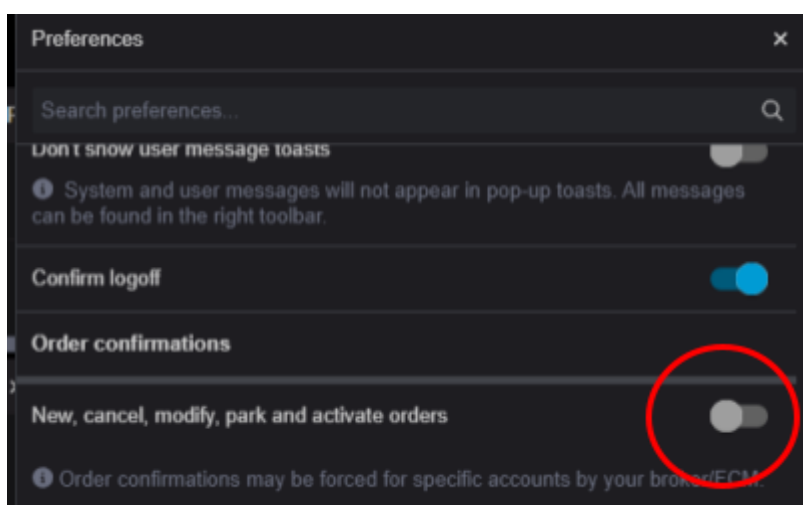 Preferences
Search preferences...
Don't show user message toasts
System and user messages will not appear in pop-up toasts. All messages
can be found in the right toolbar.
Confirm logoff
Order confirmations
New, cancel, modify, park and activate orders
Order confirmations may be forced for specific accounts by your broker/ECM.